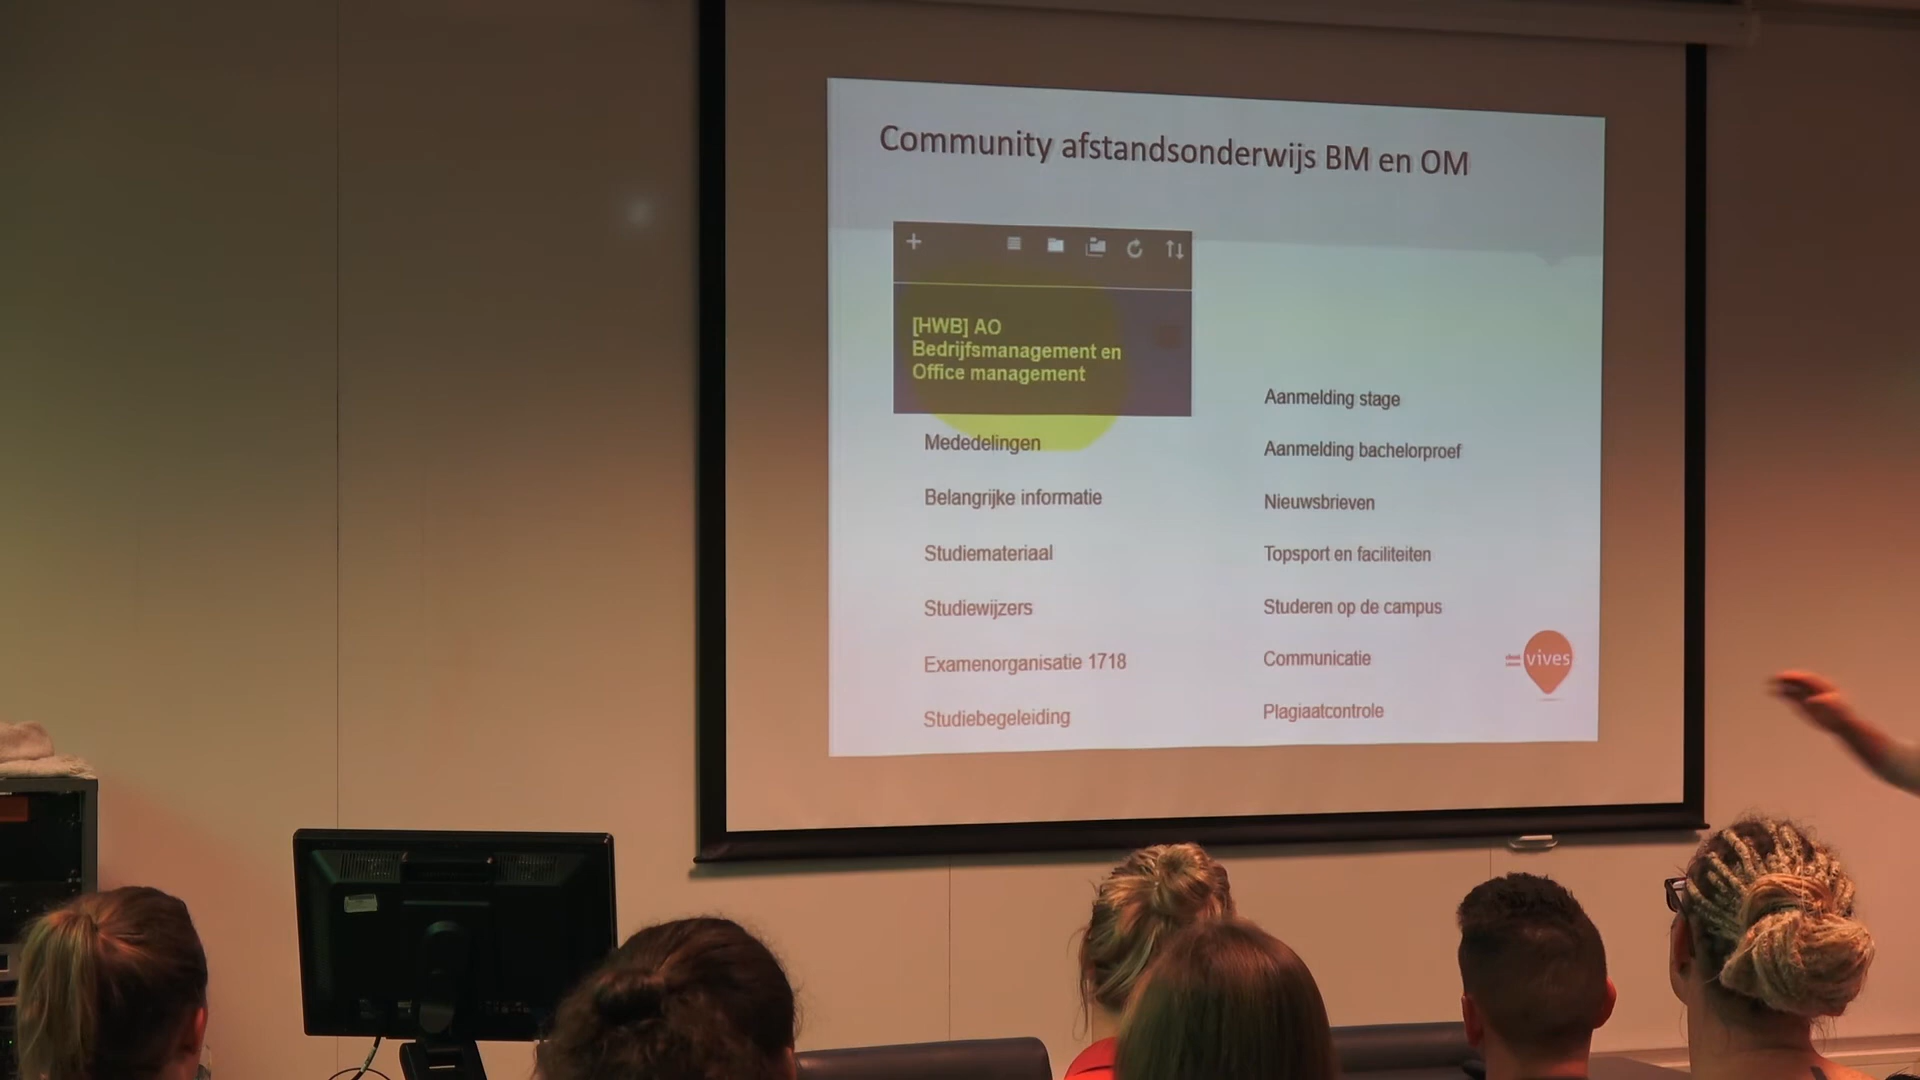 Community afstandsonderwijs BM en OM
[HWB] AO
Bedrijfsmanagement en
Office management
Mededelingen
Belangrijke informatie
Studiemateriaal
Studiewijzers
Examenorganisatie 1718
Studiebegeleiding
Aanmelding stage
Aanmelding bachelorproef
Nieuwsbrieven
Topsport en faciliteiten
Studeren op de campus
Communicatie
Plagiaatcontrole
vives